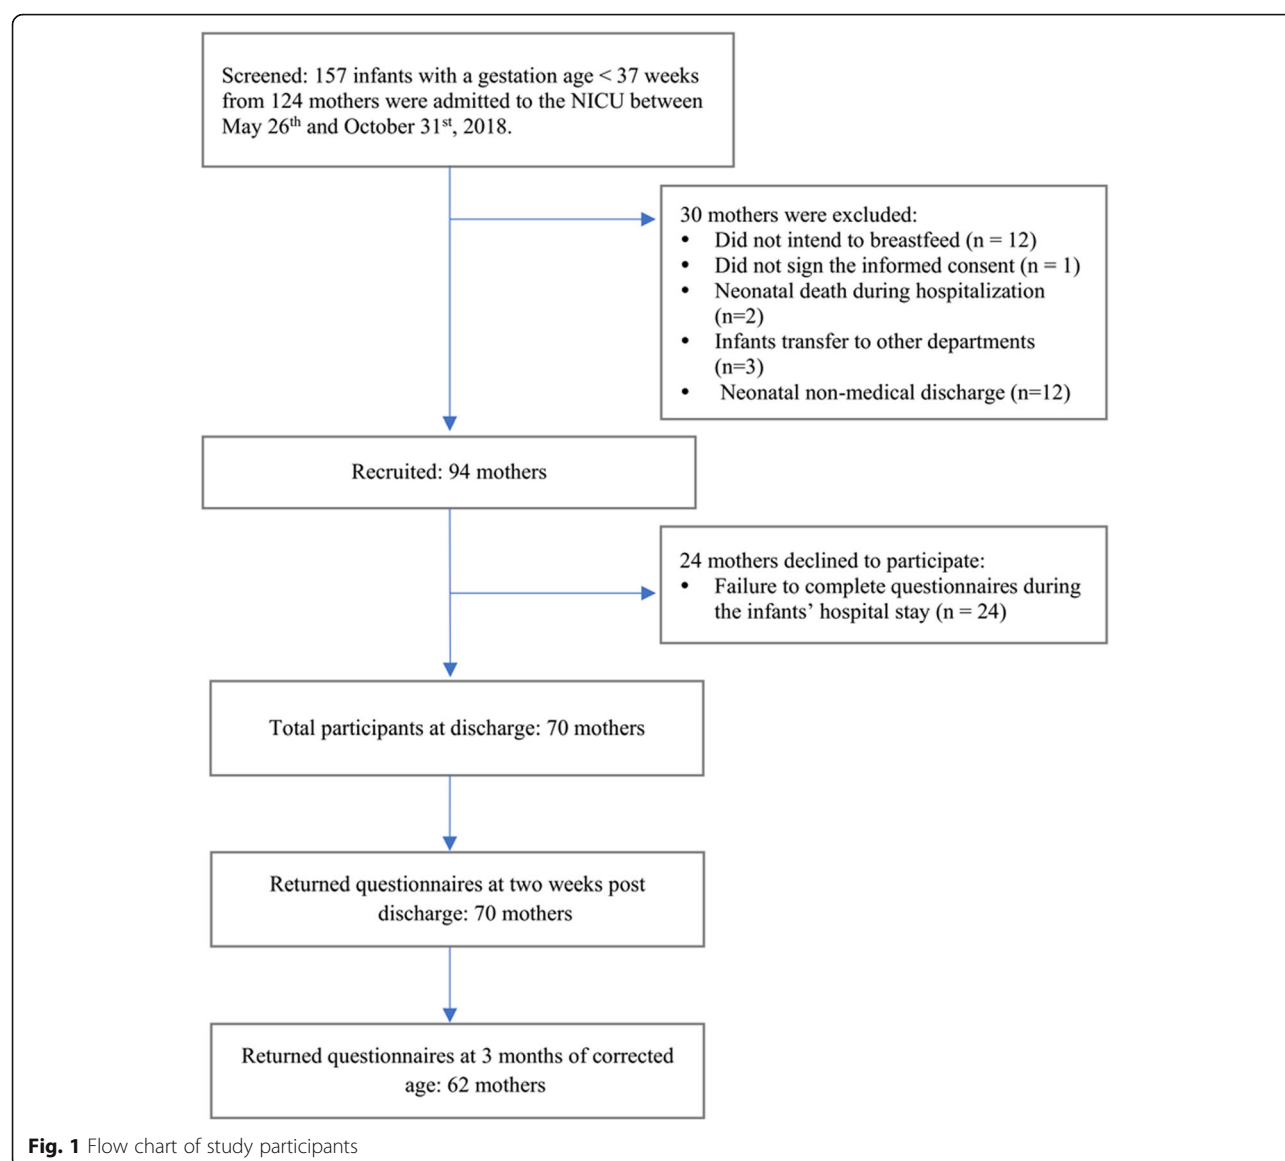 Screened: 157 infants with a gestation age < 37 weeks
from 124 mothers were admitted to the NICU between
May 26th and October 31st, 2018.
30 mothers were excluded:
• Did not intend to breastfeed (n = 12)
• Did not sign the informed consent (n = 1)
• Neonatal death during hospitalization
(n=2)
• Infants transfer to other departments
(n=3)
• Neonatal non-medical discharge (n=12)
Recruited: 94 mothers
24 mothers declined to participate:
• Failure to complete questionnaires during
the infants’ hospital stay (n = 24)
Total participants at discharge: 70 mothers
Returned questionnaires at two weeks post
discharge: 70 mothers
Returned questionnaires at 3 months of corrected
age: 62 mothers
Fig. 1 Flow chart of study participants